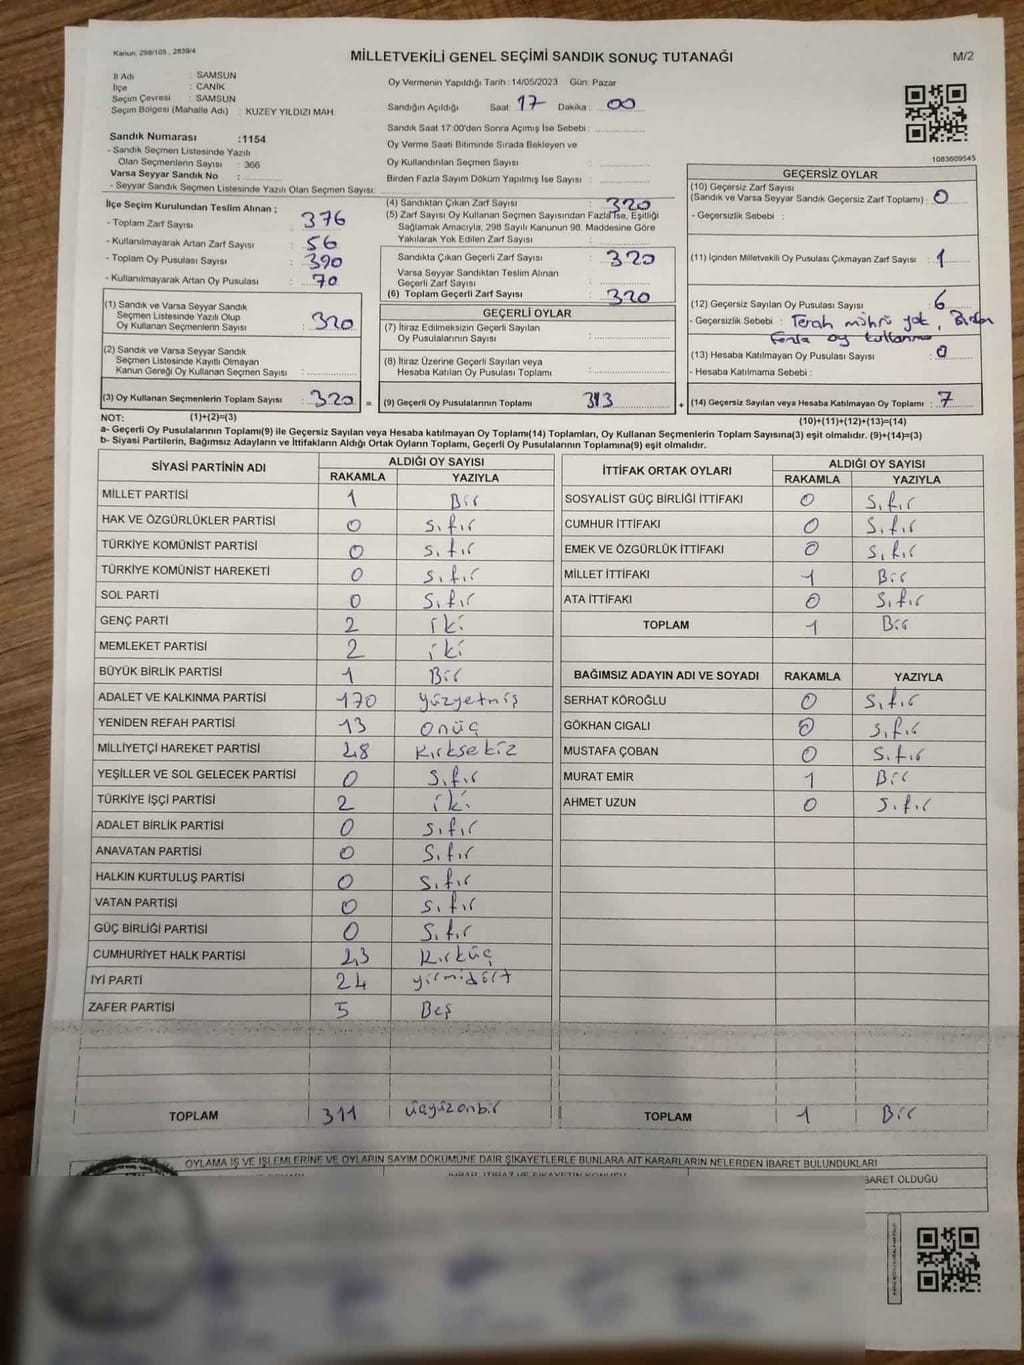 Kanun: 298/105 , 2839/4
MİLLETVEKİLİ GENEL SEÇİMİ SANDIK SONUÇ TUTANAĞI
M/2
İl Adı : SAMSUN
İlçe : CANİK
Seçim Çevresi : SAMSUN
Seçim Bölgesi (Mahalle Adı) : KUZEY YILDIZI MAH.
Sandık Numarası :1154
- Sandık Seçmen Listesinde Yazılı
Olan Seçmenlerin Sayısı : 366
Varsa Seyyar Sandık No :
- Seyyar Sandık Seçmen Listesinde Yazılı Olan Seçmen Sayısı:
Oy Vermenin Yapıldığı Tarih :14/05/2023 Gün: Pazar
Sandığın Açıldığı Saat: 17 Dakika : 00
Sandık Saat 17:00'den Sonra Açımış İse Sebebi :
Oy Verme Saati Bitiminde Sırada Bekleyen ve
Oy Kullandırılan Seçmen Sayısı :
Birden Fazla Sayım Döküm Yapılmış İse Sayısı :
1083609545
İlçe Seçim Kurulundan Teslim Alınan ;
- Toplam Zarf Sayısı : 376
- Kullanılmayarak Artan Zarf Sayısı : 56
- Toplam Oy Pusulası Sayısı : 390
- Kullanılmayarak Artan Oy Pusulası : 70
(1) Sandık ve Varsa Seyyar Sandık
Seçmen Listesinde Yazılı Olup
Oy Kullanan Seçmenlerin Sayısı : 320
(2) Sandık ve Varsa Seyyar Sandık
Seçmen Listesinde Kayıtlı Olmayan
Kanun Gereği Oy Kullanan Seçmen Sayısı :
(3) Oy Kullanan Seçmenlerin Toplam Sayısı : 320 =
(4) Sandıktan Çıkan Zarf Sayısı : 320
(5) Zarf Sayısı Oy Kullanan Seçmen Sayısından Fazla İse, Eşitliği
Sağlamak Amacıyla; 298 Sayılı Kanunun 98. Maddesine Göre
Yakılarak Yok Edilen Zarf Sayısı :
Sandıkta Çıkan Geçerli Zarf Sayısı : 320
Varsa Seyyar Sandıktan Teslim Alınan
Geçerli Zarf Sayısı :
(6) Toplam Geçerli Zarf Sayısı : 320
GEÇERLİ OYLAR
(7) İtiraz Edilmeksizin Geçerli Sayılan
Oy Pusulalarının Sayısı :
(8) İtiraz Üzerine Geçerli Sayılan veya
Hesaba Katılan Oy Pusulası Toplamı :
(9) Geçerli Oy Pusulalarının Toplamı 313 +
GEÇERSİZ OYLAR
(10) Geçersiz Zarf Sayısı
(Sandık ve Varsa Seyyar Sandık Geçersiz Zarf Toplamı) : 0
- Geçersizlik Sebebi :
(11) İçinden Milletvekili Oy Pusulası Çıkmayan Zarf Sayısı : 1
(12) Geçersiz Sayılan Oy Pusulası Sayısı : 6
- Geçersizlik Sebebi : Terah mührü yok, Birden
fazla oy kullanma
(13) Hesaba Katılmayan Oy Pusulası Sayısı : 0
- Hesaba Katılmama Sebebi :
(14) Geçersiz Sayılan veya Hesaba Katılmayan Oy Toplamı : 7
NOT: (1)+(2)=(3) (10)+(11)+(12)+(13)=(14)
a- Geçerli Oy Pusulalarının Toplamı(9) ile Geçersiz Sayılan veya Hesaba katılmayan Oy Toplamı(14) Toplamları, Oy Kullanan Seçmenlerin Toplam Sayısına(3) eşit olmalıdır. (9)+(14)=(3)
b- Siyasi Partilerin, Bağımsız Adayların ve İttifakların Aldığı Ortak Oyların Toplamı, Geçerli Oy Pusulalarının Toplamına(9) eşit olmalıdır.
SİYASİ PARTİNİN ADI ALDIĞI OY SAYISI
RAKAMLA YAZIYLA
MİLLET PARTİSİ 1 Bir
HAK VE ÖZGÜRLÜKLER PARTİSİ 0 Sıfır
TÜRKİYE KOMÜNİST PARTİSİ 0 Sıfır
TÜRKİYE KOMÜNİST HAREKETİ 0 Sıfır
SOL PARTİ 0 Sıfır
GENÇ PARTİ 2 iki
MEMLEKET PARTİSİ 2 iki
BÜYÜK BİRLİK PARTİSİ 1 Bir
ADALET VE KALKINMA PARTİSİ 170 yüzyetmiş
YENİDEN REFAH PARTİSİ 13 onüç
MİLLİYETÇİ HAREKET PARTİSİ 48 Kırksekiz
YEŞİLLER VE SOL GELECEK PARTİSİ 0 Sıfır
TÜRKİYE İŞÇİ PARTİSİ 2 iki
ADALET BİRLİK PARTİSİ 0 Sıfır
ANAVATAN PARTİSİ 0 Sıfır
HALKIN KURTULUŞ PARTİSİ 0 Sıfır
VATAN PARTİSİ 0 Sıfır
GÜÇ BİRLİĞİ PARTİSİ 0 Sıfır
CUMHURİYET HALK PARTİSİ 43 Kırküç
İYİ PARTİ 24 yirmidört
ZAFER PARTİSİ 5 Beş
TOPLAM 311 üçyüzonbir
İTTİFAK ORTAK OYLARI ALDIĞI OY SAYISI
RAKAMLA YAZIYLA
SOSYALİST GÜÇ BİRLİĞİ İTTİFAKI 0 Sıfır
CUMHUR İTTİFAKI 0 Sıfır
EMEK VE ÖZGÜRLÜK İTTİFAKI 0 Sıfır
MİLLET İTTİFAKI 1 Bir
ATA İTTİFAKI 0 Sıfır
TOPLAM 1 Bir
BAĞIMSIZ ADAYIN ADI VE SOYADI RAKAMLA YAZIYLA
SERHAT KÖROĞLU 0 Sıfır
GÖKHAN CIGALI 0 Sıfır
MUSTAFA ÇOBAN 0 Sıfır
MURAT EMİR 1 Bir
AHMET UZUN 0 Sıfır
TOPLAM 1 Bir
OYLAMA İŞ VE İŞLEMLERİNE VE OYLARIN SAYIM DÖKÜMÜNE DAİR ŞİKAYETLERLE BUNLARA AİT KARARLARIN NELERDEN İBARET BULUNDUKLARI
İBARET OLDUĞU